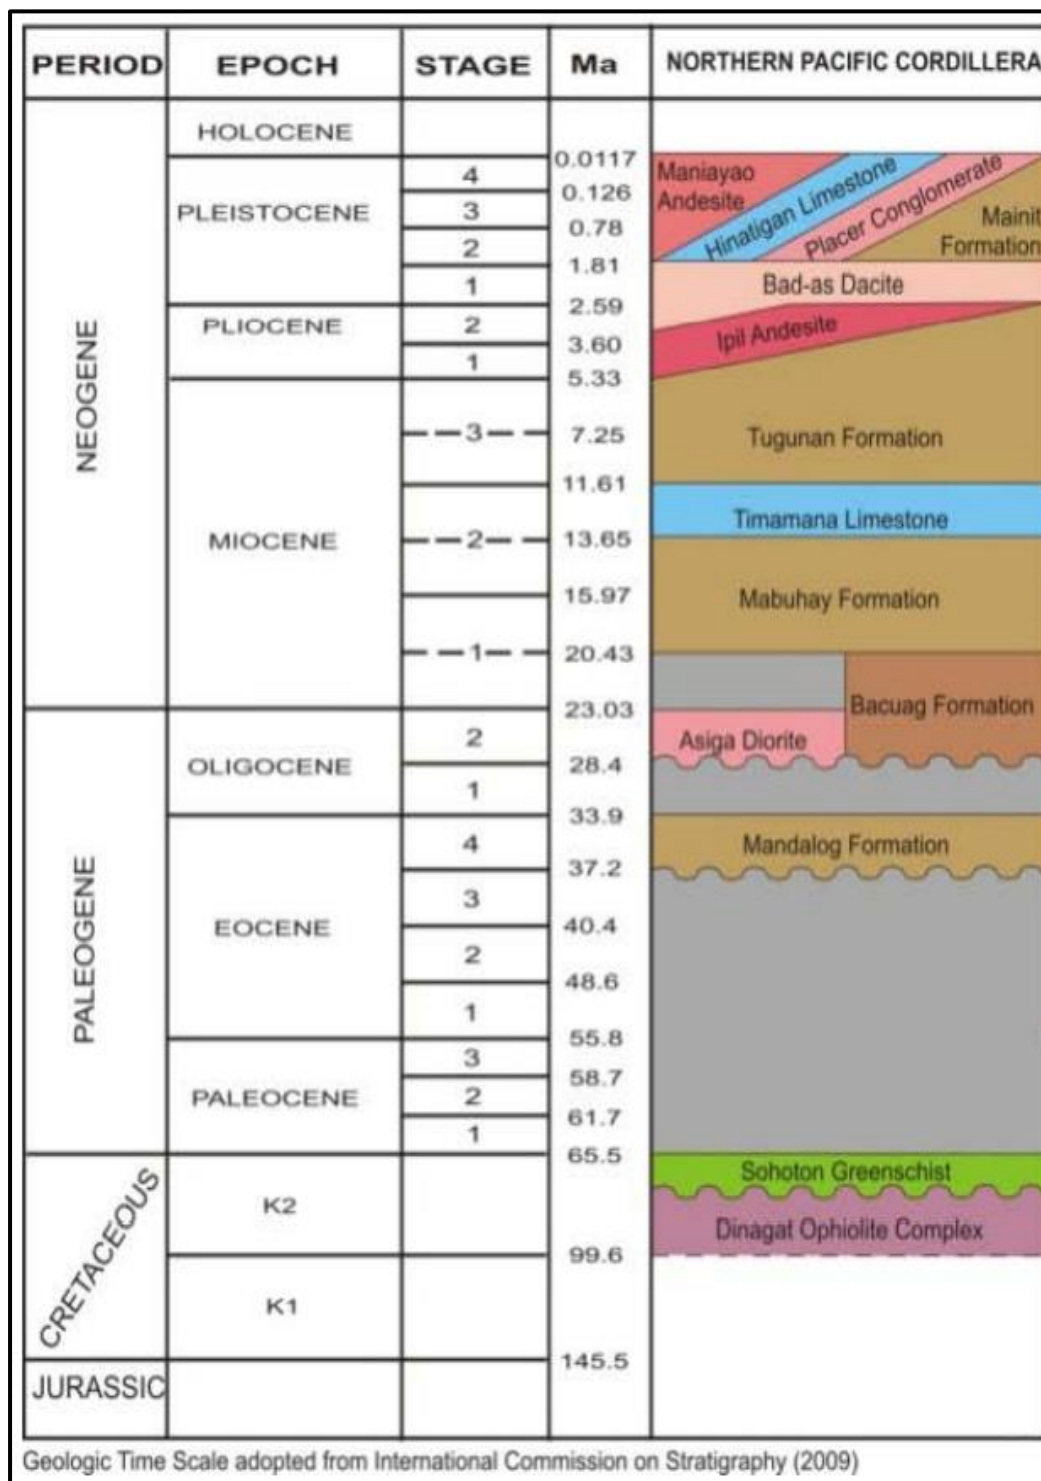 PERIOD EPOCH STAGE Ma NORTHERN PACIFIC CORDILLERA
NEOGENE
HOLOCENE
0.0117
PLEISTOCENE
4
0.126
3
0.78
2
1.81
1
2.59
PLIOCENE
2
3.60
1
5.33
MIOCENE
3
7.25
11.61
2
13.65
15.97
1
20.43
23.03
PALEOGENE
OLIGOCENE
2
28.4
1
33.9
EOCENE
4
37.2
3
40.4
2
48.6
1
55.8
PALEOCENE
3
58.7
2
61.7
1
65.5
CRETACEOUS
K2
99.6
K1
145.5
JURASSIC
Maniayao
Andesite
Hinatigan Limestone
Placer Conglomerate
Mainit
Formation
Bad-as Dacite
Ipil Andesite
Tugunan Formation
Timamana Limestone
Mabuhay Formation
Bacuag Formation
Asiga Diorite
Mandalog Formation
Sohoton Greenschist
Dinagat Ophiolite Complex
Geologic Time Scale adopted from International Commission on Stratigraphy (2009)